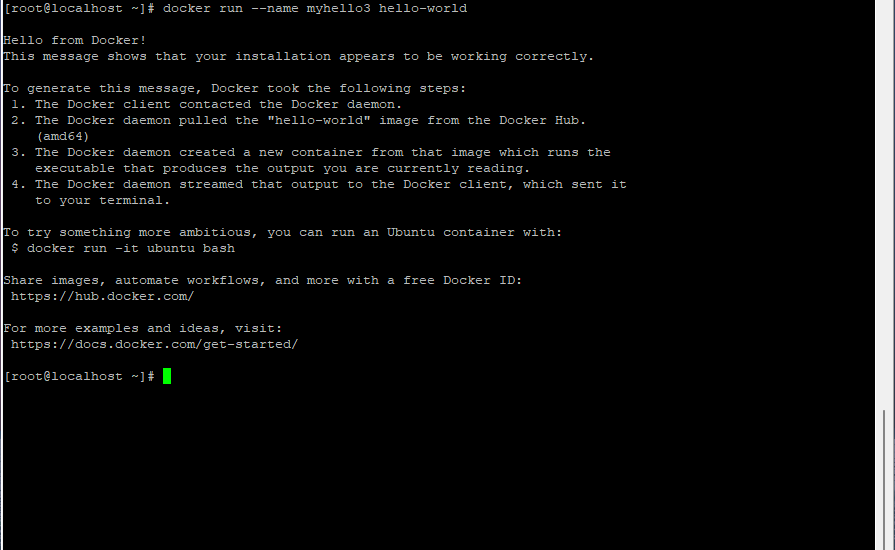 [root@localhost ~]# docker run --name myhello3 hello-world

Hello from Docker!
This message shows that your installation appears to be working correctly.

To generate this message, Docker took the following steps:
 1. The Docker client contacted the Docker daemon.
 2. The Docker daemon pulled the "hello-world" image from the Docker Hub.
    (amd64)
 3. The Docker daemon created a new container from that image which runs the
    executable that produces the output you are currently reading.
 4. The Docker daemon streamed that output to the Docker client, which sent it
    to your terminal.

To try something more ambitious, you can run an Ubuntu container with:
 $ docker run -it ubuntu bash

Share images, automate workflows, and more with a free Docker ID:
 https://hub.docker.com/

For more examples and ideas, visit:
 https://docs.docker.com/get-started/

[root@localhost ~]#